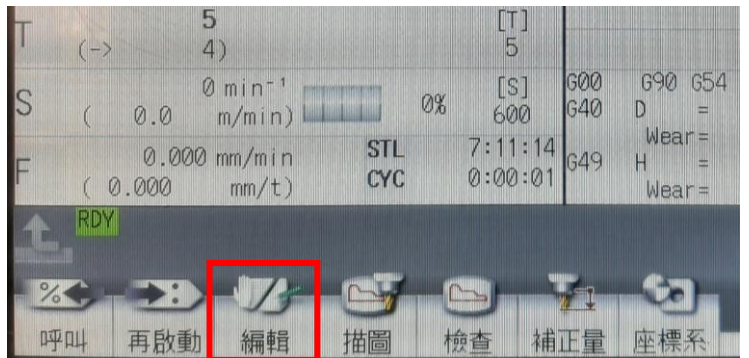 5 [T]
T (-> 4) 5
0 min⁻¹ [S] G00 G90 G54
S ( 0.0 m/min) 0% 600 G40 D =
Wear=
0.000 mm/min STL 7:11:14 G49 H =
F ( 0.000 mm/t) CYC 0:00:01 Wear=
RDY
呼叫 再啟動 編輯 描圖 檢查 補正量 座標系